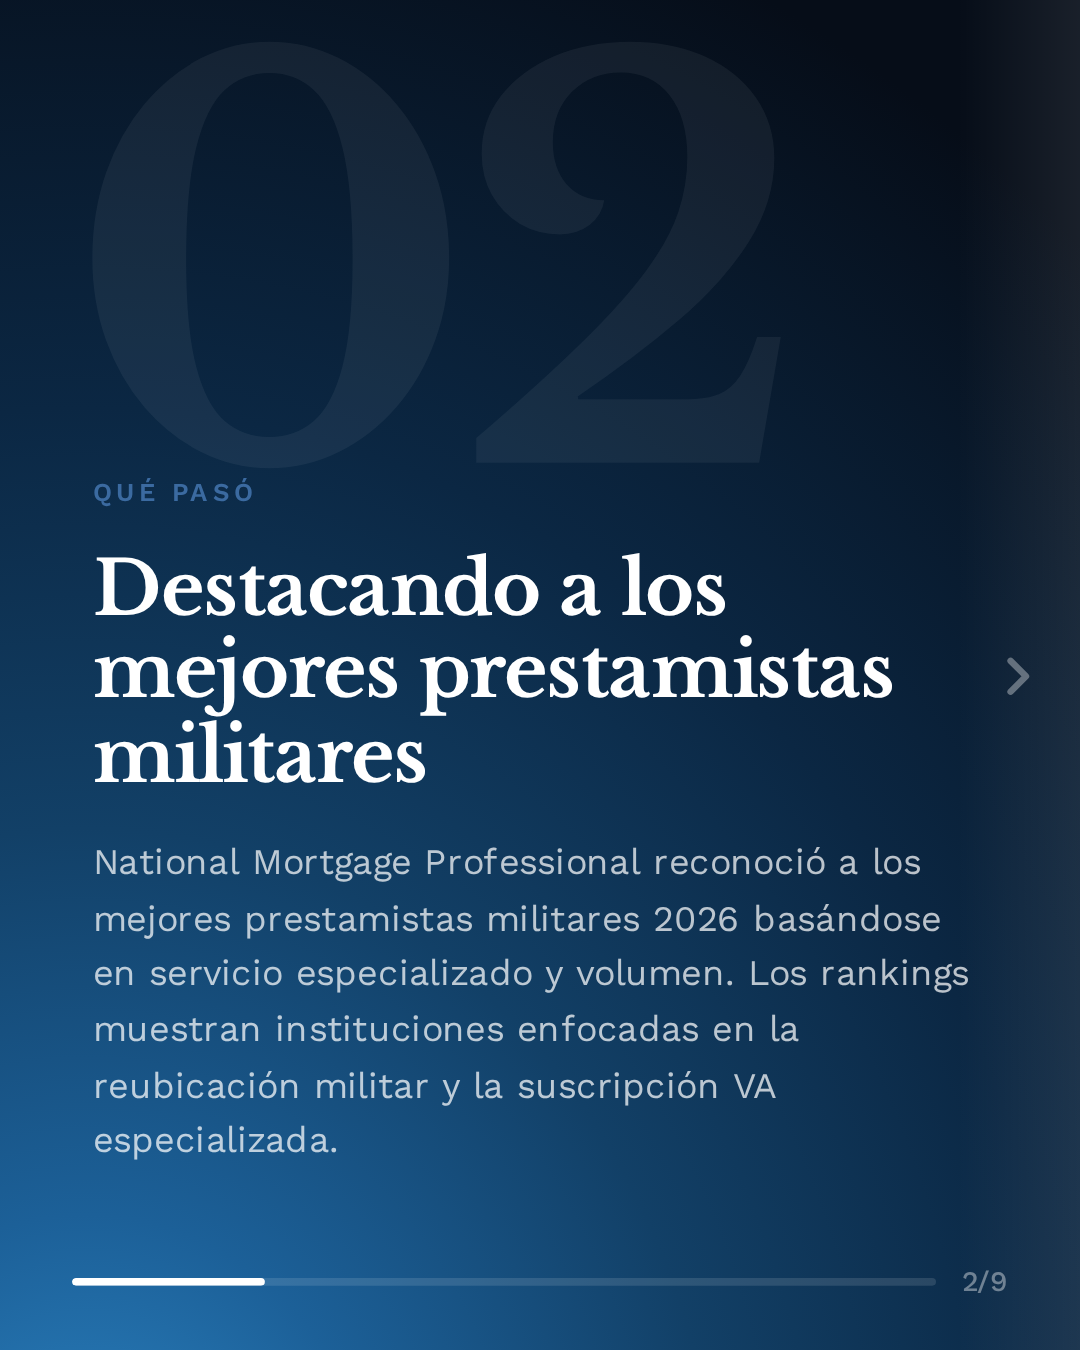 02
QUÉ PASÓ
Destacando a los
mejores prestamistas
militares
National Mortgage Professional reconoció a los
mejores prestamistas militares 2026 basándose
en servicio especializado y volumen. Los rankings
muestran instituciones enfocadas en la
reubicación militar y la suscripción VA
especializada.
2/9